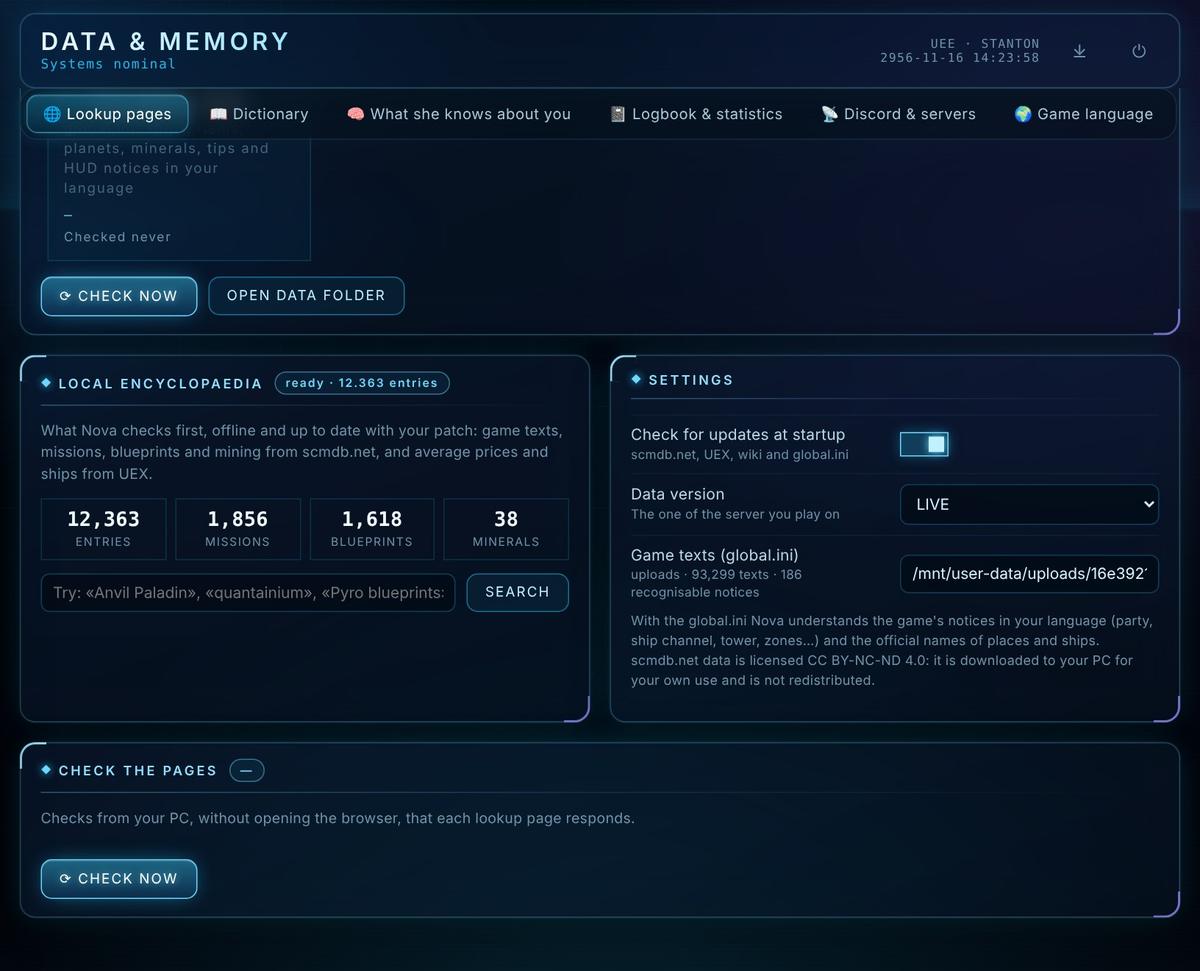 DATA & MEMORY
Systems nominal
UEE · STANTON
2956-11-16 14:23:58
🌐 Lookup pages
📖 Dictionary
🧠 What she knows about you
📓 Logbook & statistics
📡 Discord & servers
🌍 Game language
planets, minerals, tips and
HUD notices in your
language
—
Checked never
⟳ CHECK NOW
OPEN DATA FOLDER
LOCAL ENCYCLOPAEDIA
ready · 12.363 entries
What Nova checks first, offline and up to date with your patch: game texts,
missions, blueprints and mining from scmdb.net, and average prices and
ships from UEX.
12,363
ENTRIES
1,856
MISSIONS
1,618
BLUEPRINTS
38
MINERALS
Try: «Anvil Paladin», «quantainium», «Pyro blueprints:
SEARCH
SETTINGS
Check for updates at startup
scmdb.net, UEX, wiki and global.ini
Data version
The one of the server you play on
LIVE
Game texts (global.ini)
uploads · 93,299 texts · 186
recognisable notices
/mnt/user-data/uploads/16e392
With the global.ini Nova understands the game's notices in your language (party,
ship channel, tower, zones…) and the official names of places and ships.
scmdb.net data is licensed CC BY-NC-ND 4.0: it is downloaded to your PC for
your own use and is not redistributed.
CHECK THE PAGES
—
Checks from your PC, without opening the browser, that each lookup page responds.
⟳ CHECK NOW